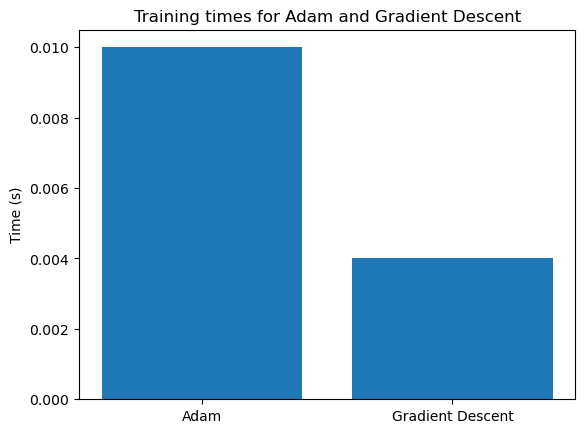 Training times for Adam and Gradient Descent
0.010
0.008
0.006
0.004
0.002
0.000
Time (s)
Adam
Gradient Descent